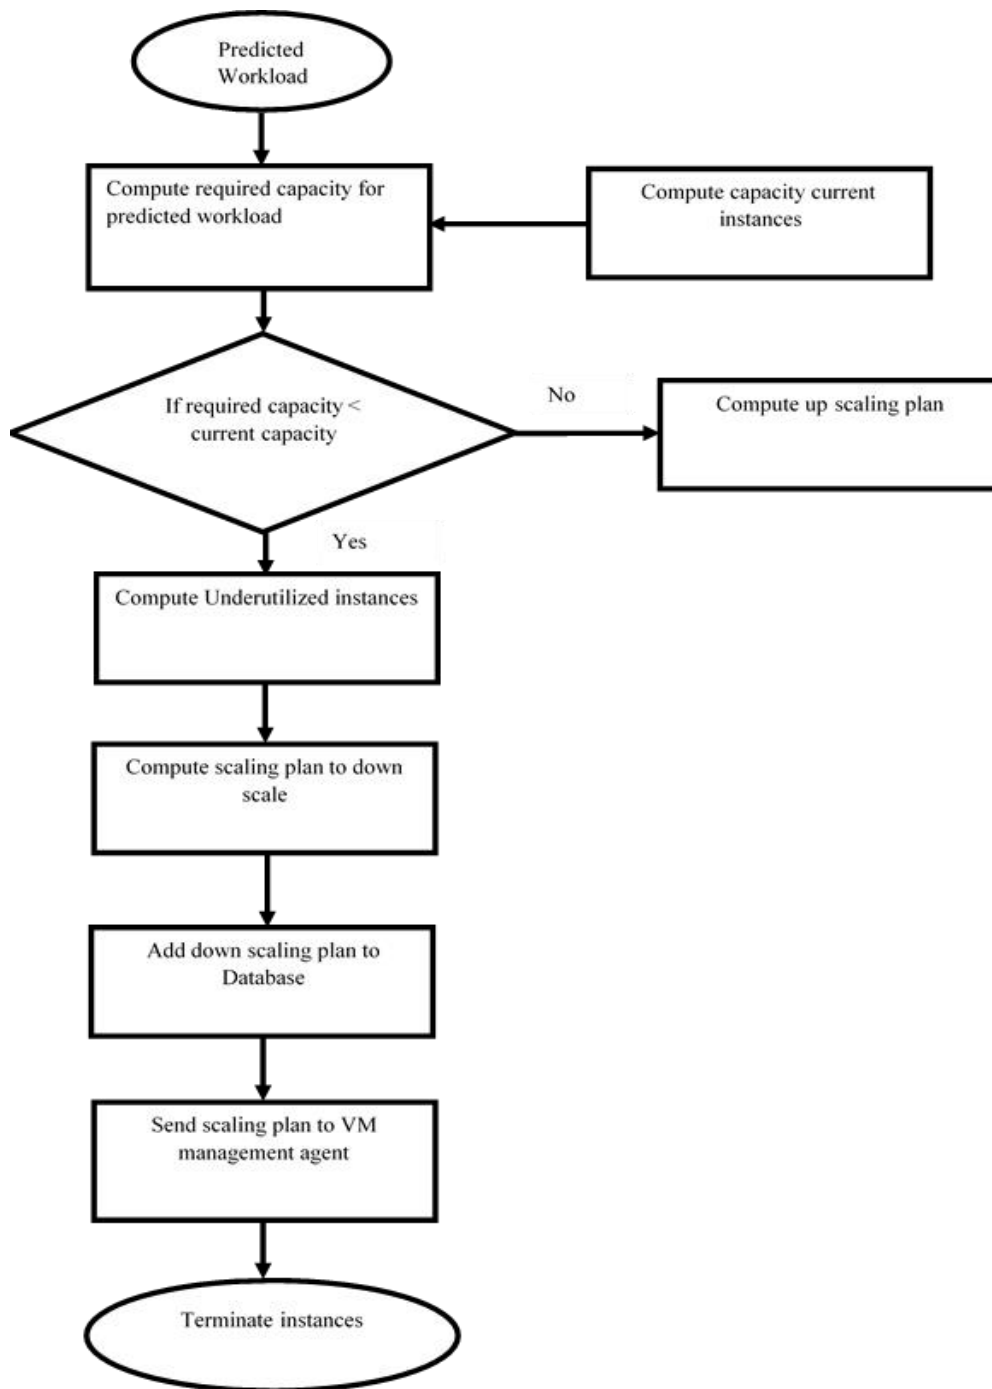 Predicted
Workload
Compute required capacity for
predicted workload
Compute capacity current
instances
If required capacity <
current capacity
No
Compute up scaling plan
Yes
Compute Underutilized instances
Compute scaling plan to down
scale
Add down scaling plan to
Database
Send scaling plan to VM
management agent
Terminate instances